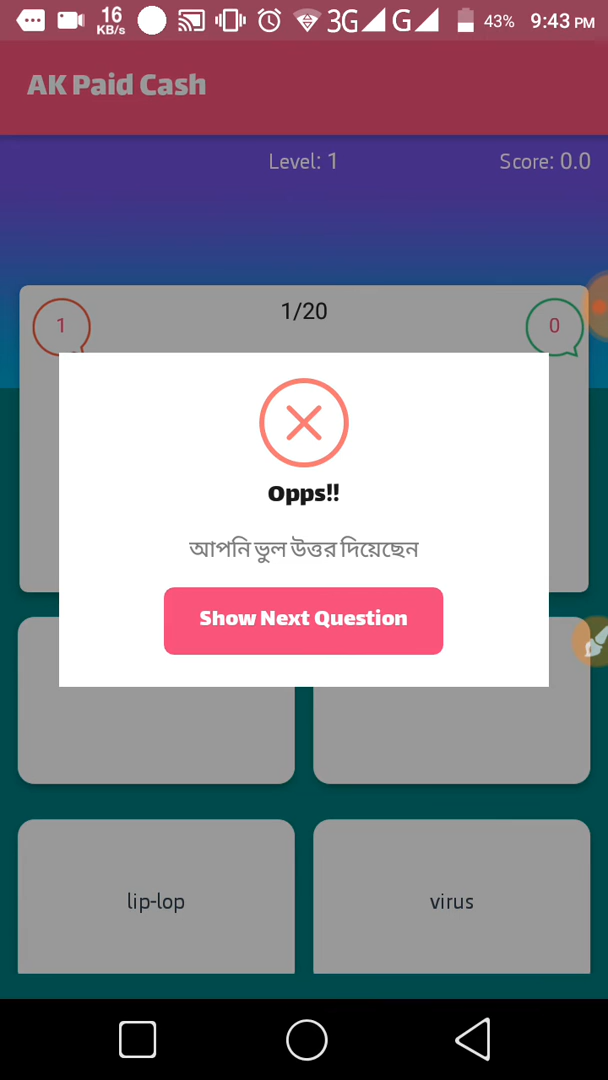 16 KB/s 3G G 43% 9:43 PM
AK Paid Cash
Level: 1 Score: 0.0
1 1/20 0
Opps!!
আপনি ভুল উত্তর দিয়েছেন
Show Next Question
lip-lop virus